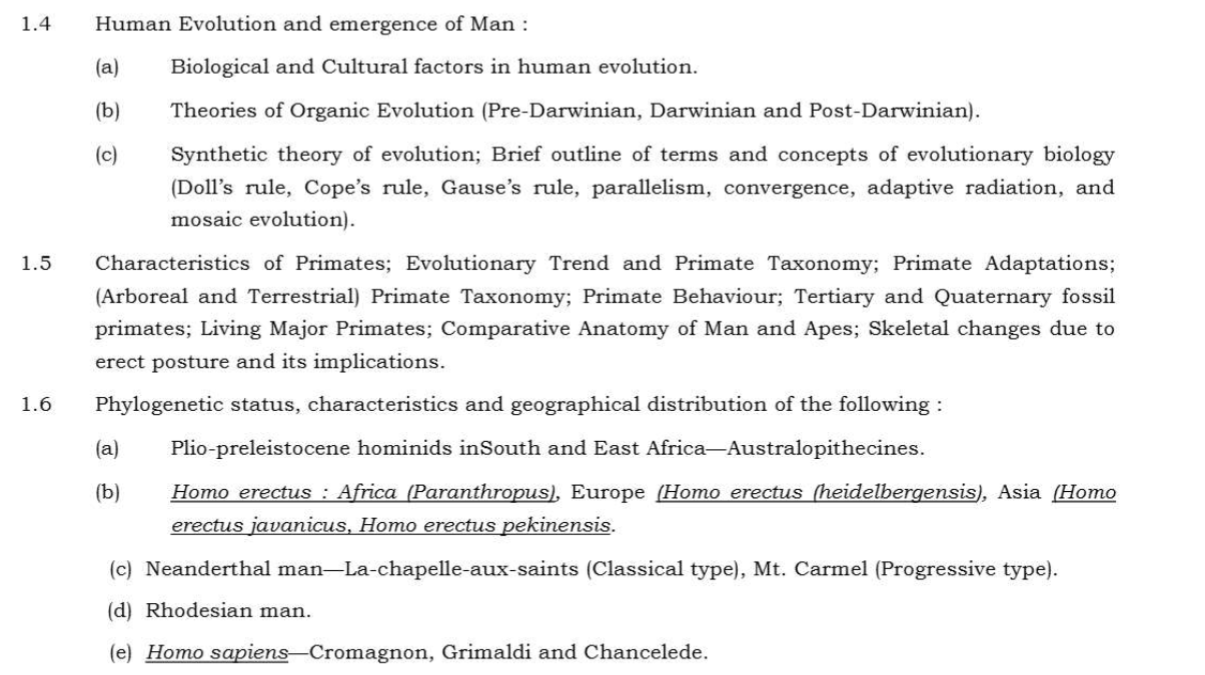 1.4 Human Evolution and emergence of Man :
(a) Biological and Cultural factors in human evolution.
(b) Theories of Organic Evolution (Pre-Darwinian, Darwinian and Post-Darwinian).
(c) Synthetic theory of evolution; Brief outline of terms and concepts of evolutionary biology
(Doll's rule, Cope's rule, Gause's rule, parallelism, convergence, adaptive radiation, and
mosaic evolution).
1.5 Characteristics of Primates; Evolutionary Trend and Primate Taxonomy; Primate Adaptations;
(Arboreal and Terrestrial) Primate Taxonomy; Primate Behaviour; Tertiary and Quaternary fossil
primates; Living Major Primates; Comparative Anatomy of Man and Apes; Skeletal changes due to
erect posture and its implications.
1.6 Phylogenetic status, characteristics and geographical distribution of the following :
(a) Plio-preleistocene hominids inSouth and East Africa—Australopithecines.
(b) Homo erectus : Africa (Paranthropus), Europe (Homo erectus (heidelbergensis), Asia (Homo
erectus javanicus, Homo erectus pekinensis.
(c) Neanderthal man—La-chapelle-aux-saints (Classical type), Mt. Carmel (Progressive type).
(d) Rhodesian man.
(e) Homo sapiens—Cromagnon, Grimaldi and Chancelede.